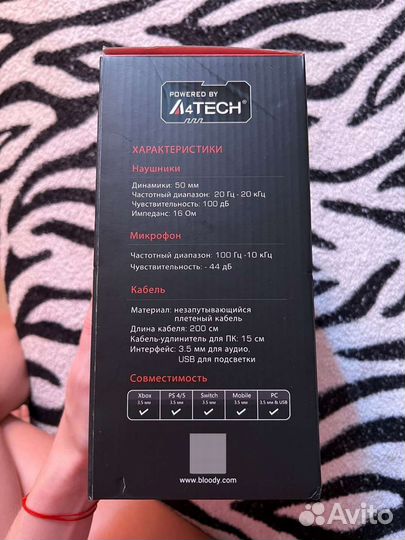 POWERED BY
A4TECH®
ХАРАКТЕРИСТИКИ
Наушники
Динамики: 50 мм
Частотный диапазон: 20 Гц - 20 кГц
Чувствительность: 100 дБ
Импеданс: 16 Ом
Микрофон
Частотный диапазон: 100 Гц -10 кГц
Чувствительность: - 44 дБ
Кабель
Материал: незапутывающийся
плетеный кабель
Длина кабеля: 200 см
Кабель-удлинитель для ПК: 15 см
Интерфейс: 3.5 мм для аудио,
USB для подсветки
Совместимость
Xbox PS 4/5 Switch Mobile PC
3.5 мм 3.5 мм 3.5 мм 3.5 мм 3.5 мм & USB
www.bloody.com
Avito